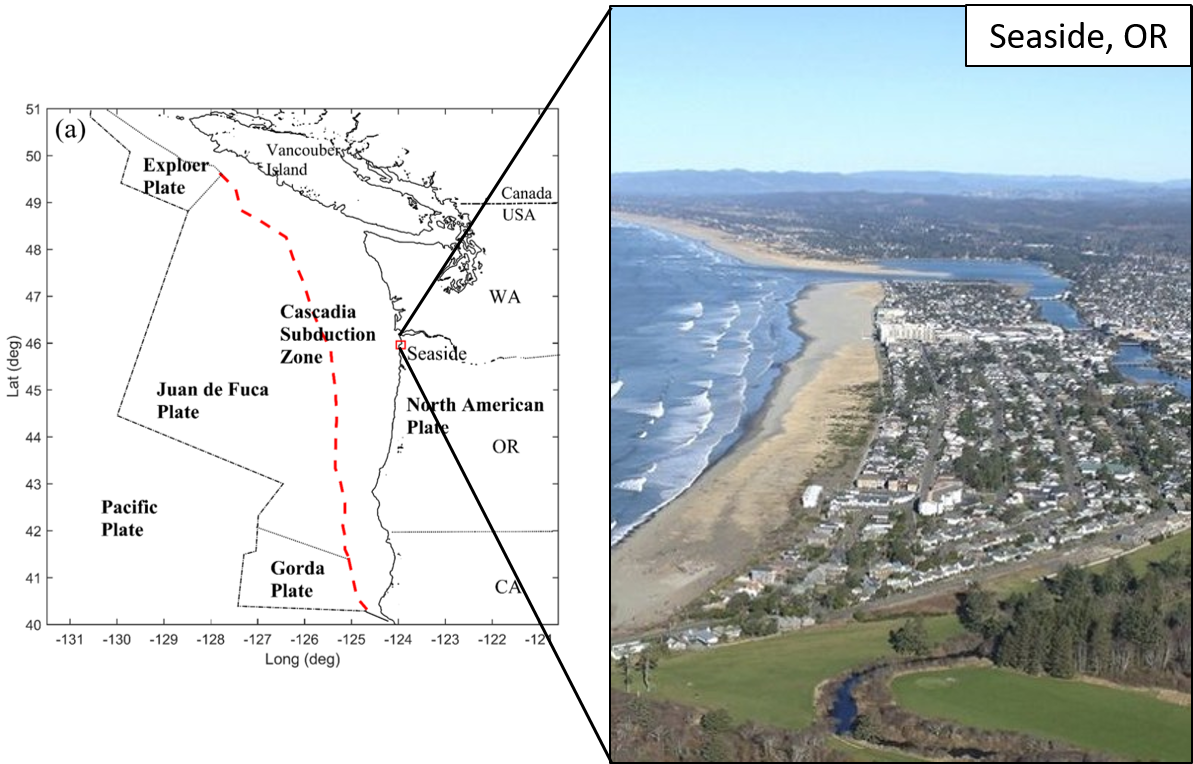 Seaside, OR
(a)
51
50
49
48
47
46
45
44
43
42
41
40
Lat (deg)
Exploer
Plate
Vancouber
Island
Canada
USA
WA
Cascadia
Subduction
Zone
Seaside
Juan de Fuca
Plate
North American
Plate
OR
Pacific
Plate
Gorda
Plate
CA
-131
-130
-129
-128
-127
-126
-125
-124
-123
-122
-121
Long (deg)